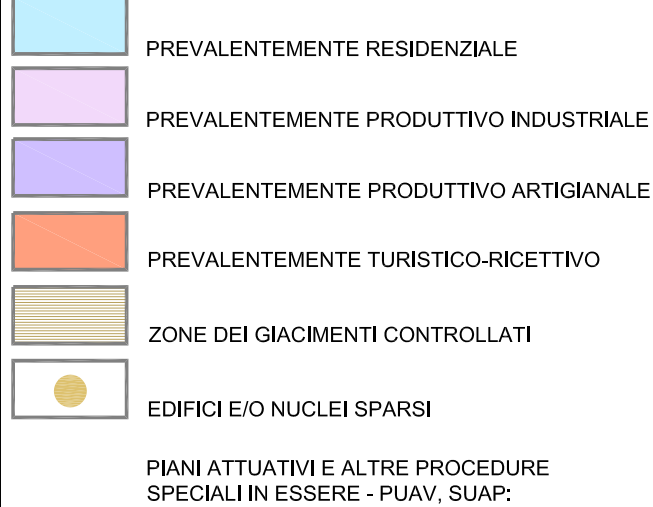 PREVALENTEMENTE RESIDENZIALE
PREVALENTEMENTE PRODUTTIVO INDUSTRIALE
PREVALENTEMENTE PRODUTTIVO ARTIGIANALE
PREVALENTEMENTE TURISTICO-RICETTIVO
ZONE DEI GIACIMENTI CONTROLLATI
EDIFICI E/O NUCLEI SPARSI
PIANI ATTUATIVI E ALTRE PROCEDURE
SPECIALI IN ESSERE - PUAV, SUAP: